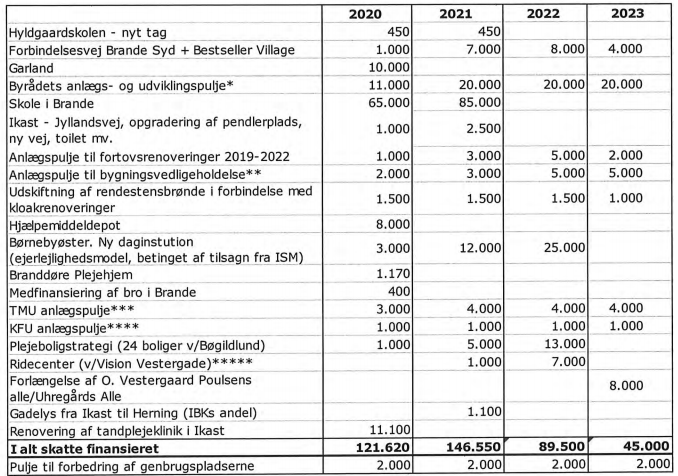 2020 2021 2022 2023
Hyldgaardskolen - nyt tag 450 450
Forbindelsesvej Brande Syd + Bestseller Village 1.000 7.000 8.000 4.000
Garland 10.000
Byrådets anlægs- og udviklingspulje* 11.000 20.000 20.000 20.000
Skole i Brande 65.000 85.000
Ikast - Jyllandsvej, opgradering af pendlerplads,
ny vej, toilet mv. 1.000 2.500
Anlægspulje til fortovsrenoveringer 2019-2022 1.000 3.000 5.000 2.000
Anlægspulje til bygningsvedligeholdelse** 2.000 3.000 5.000 5.000
Udskiftning af rendestensbrønde i forbindelse med
kloakrenoveringer 1.500 1.500 1.500 1.000
Hjælpemiddeldepot 8.000
Børnebyøster. Ny daginstution
(ejerlejlighedsmodel, betinget af tilsagn fra ISM) 3.000 12.000 25.000
Branddøre Plejehjem 1.170
Medfinansiering af bro i Brande 400
TMU anlægspulje*** 3.000 4.000 4.000 4.000
KFU anlægspulje**** 1.000 1.000 1.000 1.000
Plejeboligstrategi (24 boliger v/Bøgildlund) 1.000 5.000 13.000
Ridecenter (v/Vision Vestergade)***** 1.000 7.000
Forlængelse af O. Vestergaard Poulsens
alle/Uhregårds Alle 8.000
Gadelys fra Ikast til Herning (IBKs andel) 1.100
Renovering af tandplejeklinik i Ikast 11.100
I alt skatte finansieret 121.620 146.550 89.500 45.000
Pulje til forbedring af genbrugspladserne 2.000 2.000 2.000 2.000